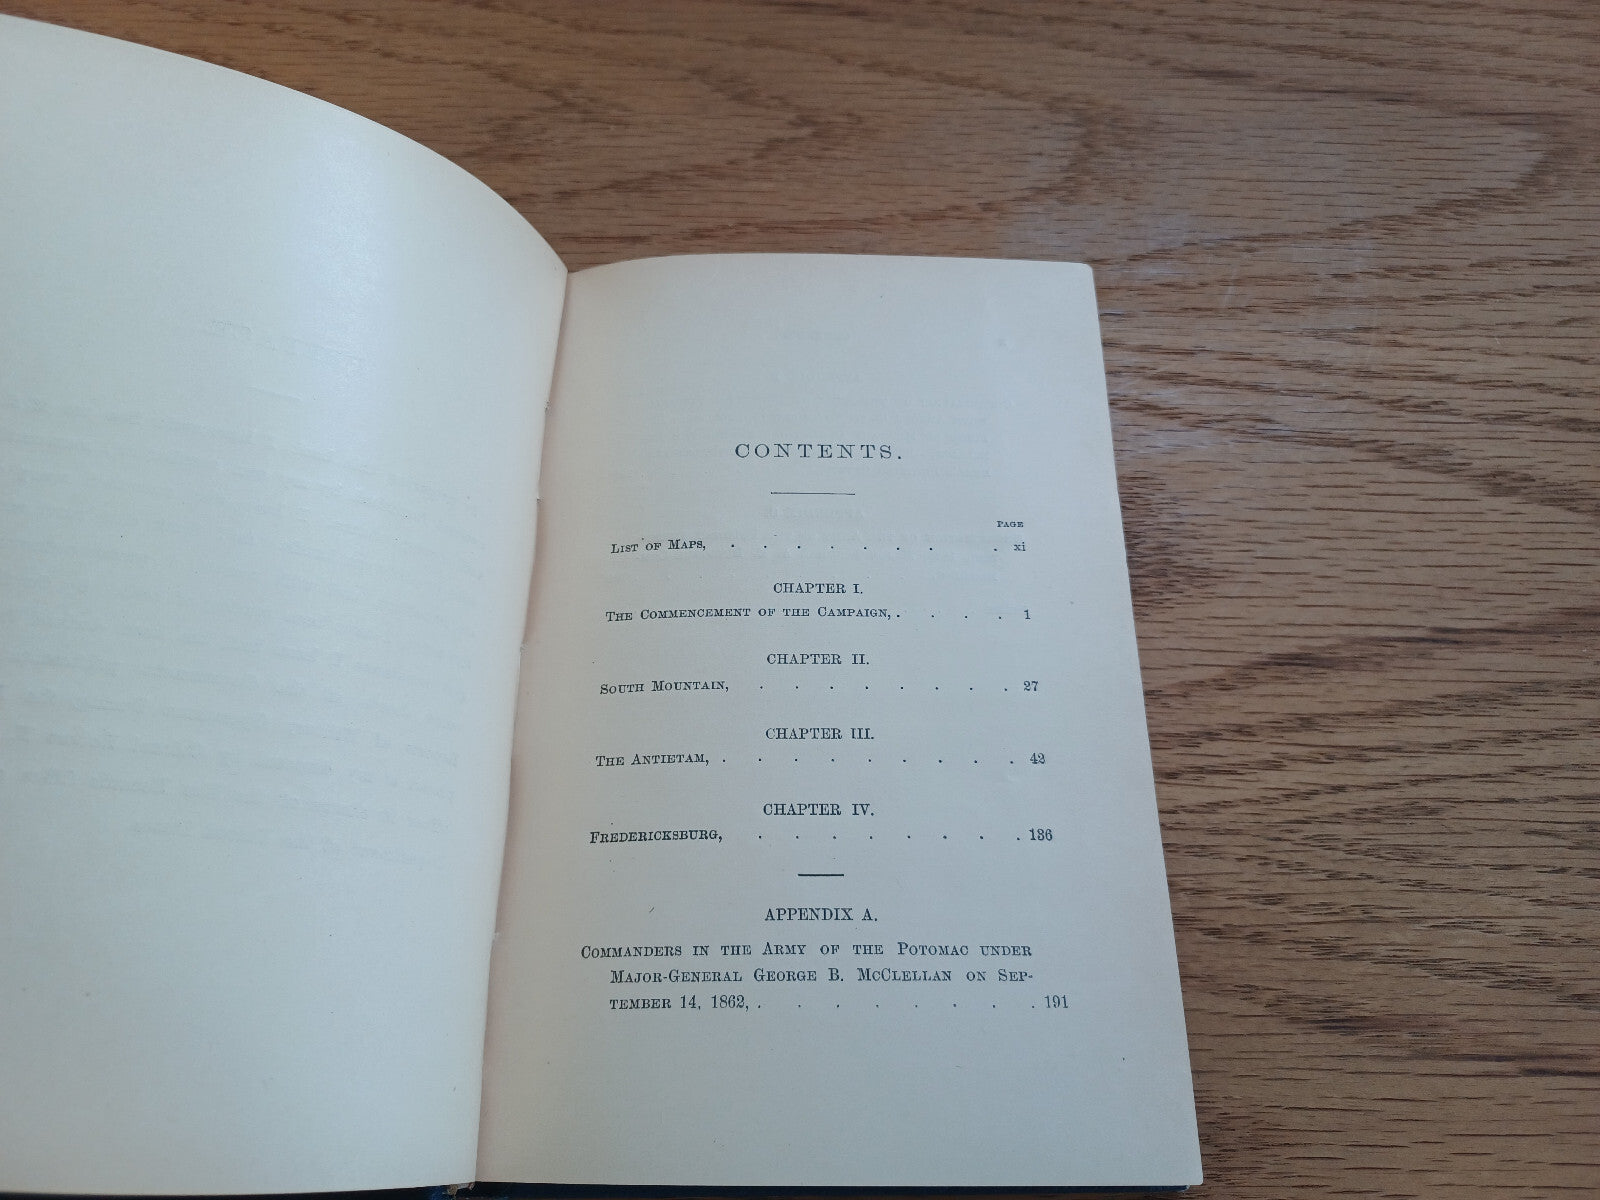 CONTENTS.
PAGE
LIST OF MAPS, . . . . . . . . xi
CHAPTER I.
THE COMMENCEMENT OF THE CAMPAIGN, . . . . 1
CHAPTER II.
SOUTH MOUNTAIN, . . . . . . . . 27
CHAPTER III.
THE ANTIETAM, . . . . . . . . . 42
CHAPTER IV.
FREDERICKSBURG, . . . . . . . . 136
APPENDIX A.
COMMANDERS IN THE ARMY OF THE POTOMAC UNDER
MAJOR-GENERAL GEORGE B. MCCLELLAN ON SEP-
TEMBER 14, 1862, . . . . . . . . 191